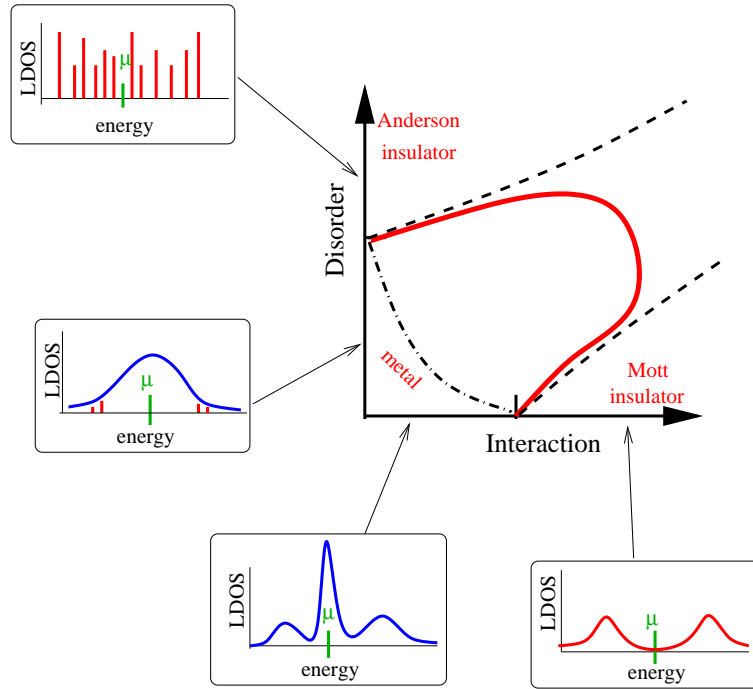 LDOS
μ
energy
Anderson
insulator
Disorder
metal
Mott
insulator
Interaction
LDOS
μ
energy
LDOS
μ
energy
LDOS
μ
energy